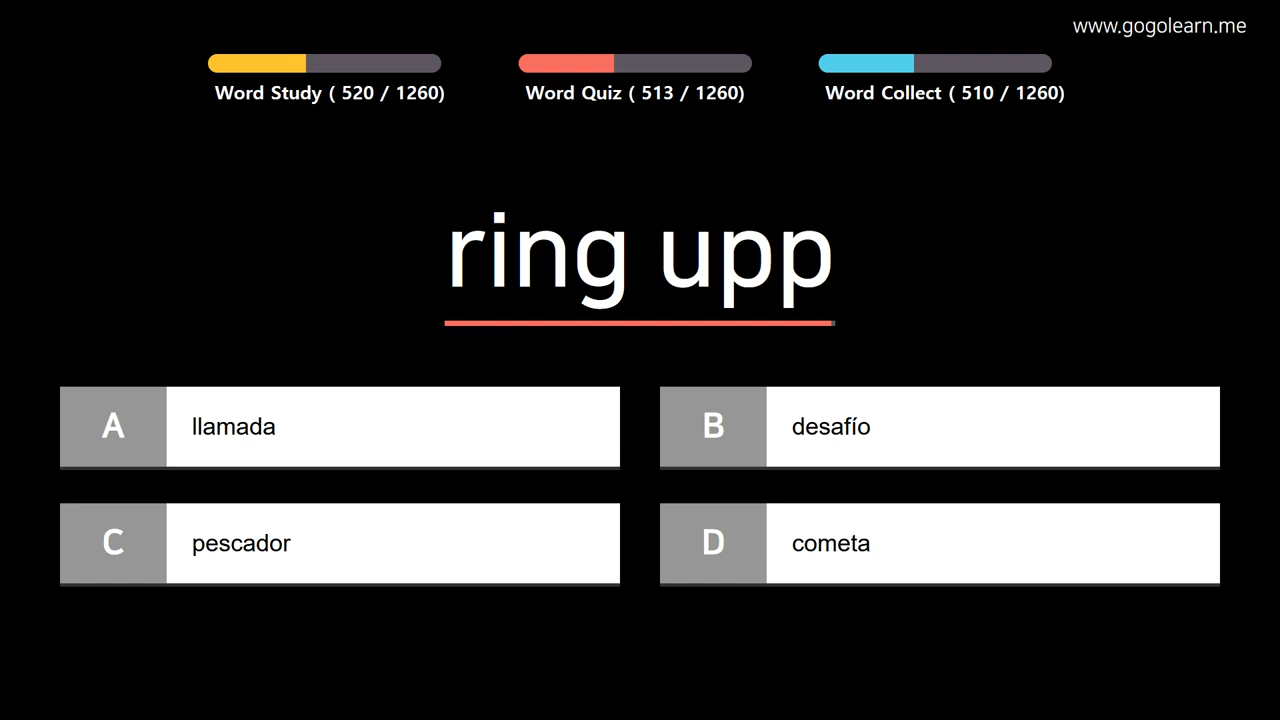 www.gogolearn.me
Word Study ( 520 / 1260)
Word Quiz ( 513 / 1260)
Word Collect ( 510 / 1260)
ring upp
A llamada
B desafío
C pescador
D cometa